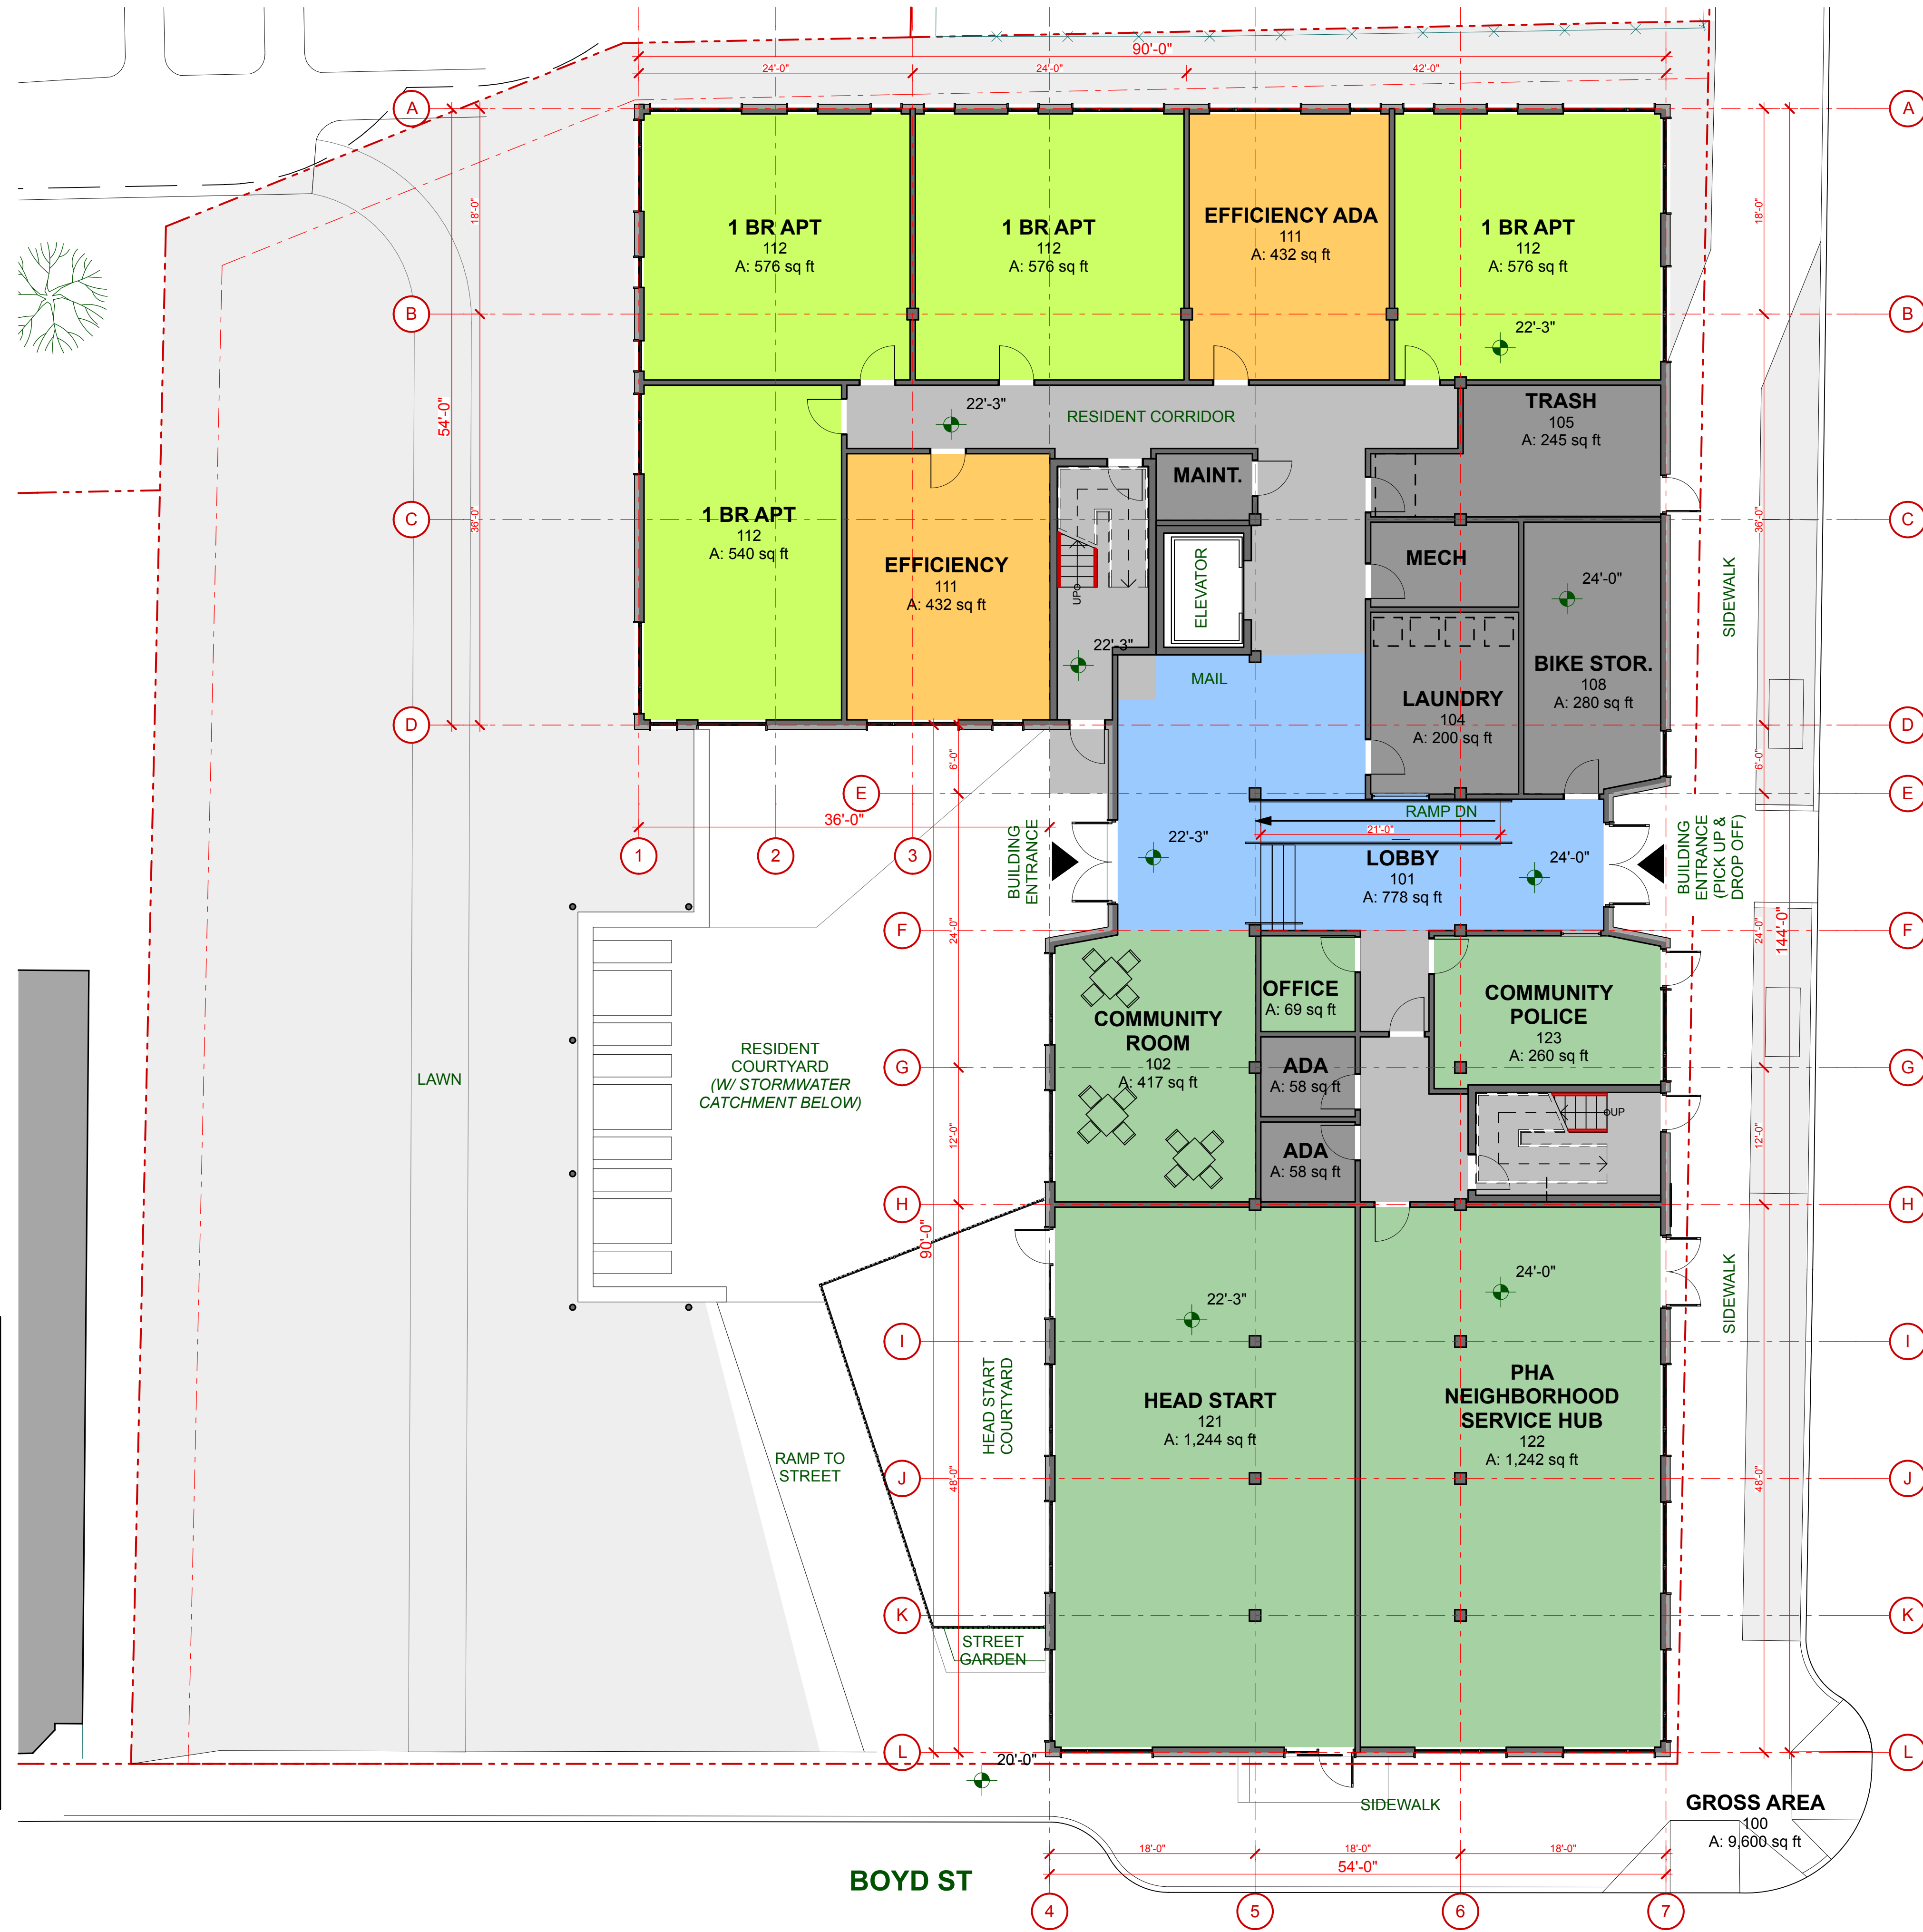 90'-0"
24'-0"
24'-0"
42'-0"
A
A
18'-0"
18'-0"
1 BR APT
112
A: 576 sq ft
1 BR APT
112
A: 576 sq ft
EFFICIENCY ADA
111
A: 432 sq ft
1 BR APT
112
A: 576 sq ft
B
B
22'-3"
54'-0"
22'-3"
RESIDENT CORRIDOR
TRASH
105
A: 245 sq ft
MAINT.
C
36'-0"
36'-0"
C
1 BR APT
112
A: 540 sq ft
EFFICIENCY
111
A: 432 sq ft
UP
22'-3"
ELEVATOR
MECH
24'-0"
SIDEWALK
MAIL
LAUNDRY
104
A: 200 sq ft
BIKE STOR.
108
A: 280 sq ft
D
D
6'-0"
6'-0"
E
E
RAMP DN
21'-0"
36'-0"
1
2
3
BUILDING
ENTRANCE
22'-3"
LOBBY
101
A: 778 sq ft
24'-0"
BUILDING
ENTRANCE
(PICK UP &
DROP OFF)
F
F
24'-0"
24'-0"
144'-0"
COMMUNITY
ROOM
102
A: 417 sq ft
OFFICE
A: 69 sq ft
COMMUNITY
POLICE
123
A: 260 sq ft
LAWN
RESIDENT
COURTYARD
(W/ STORMWATER
CATCHMENT BELOW)
G
G
ADA
A: 58 sq ft
UP
12'-0"
12'-0"
ADA
A: 58 sq ft
H
H
90'-0"
22'-3"
24'-0"
SIDEWALK
I
I
HEAD START
COURTYARD
HEAD START
121
A: 1,244 sq ft
PHA
NEIGHBORHOOD
SERVICE HUB
122
A: 1,242 sq ft
RAMP TO
STREET
J
J
48'-0"
48'-0"
K
K
STREET
GARDEN
L
L
20'-0"
SIDEWALK
GROSS AREA
100
A: 9,600 sq ft
18'-0"
18'-0"
18'-0"
54'-0"
BOYD ST
4
5
6
7